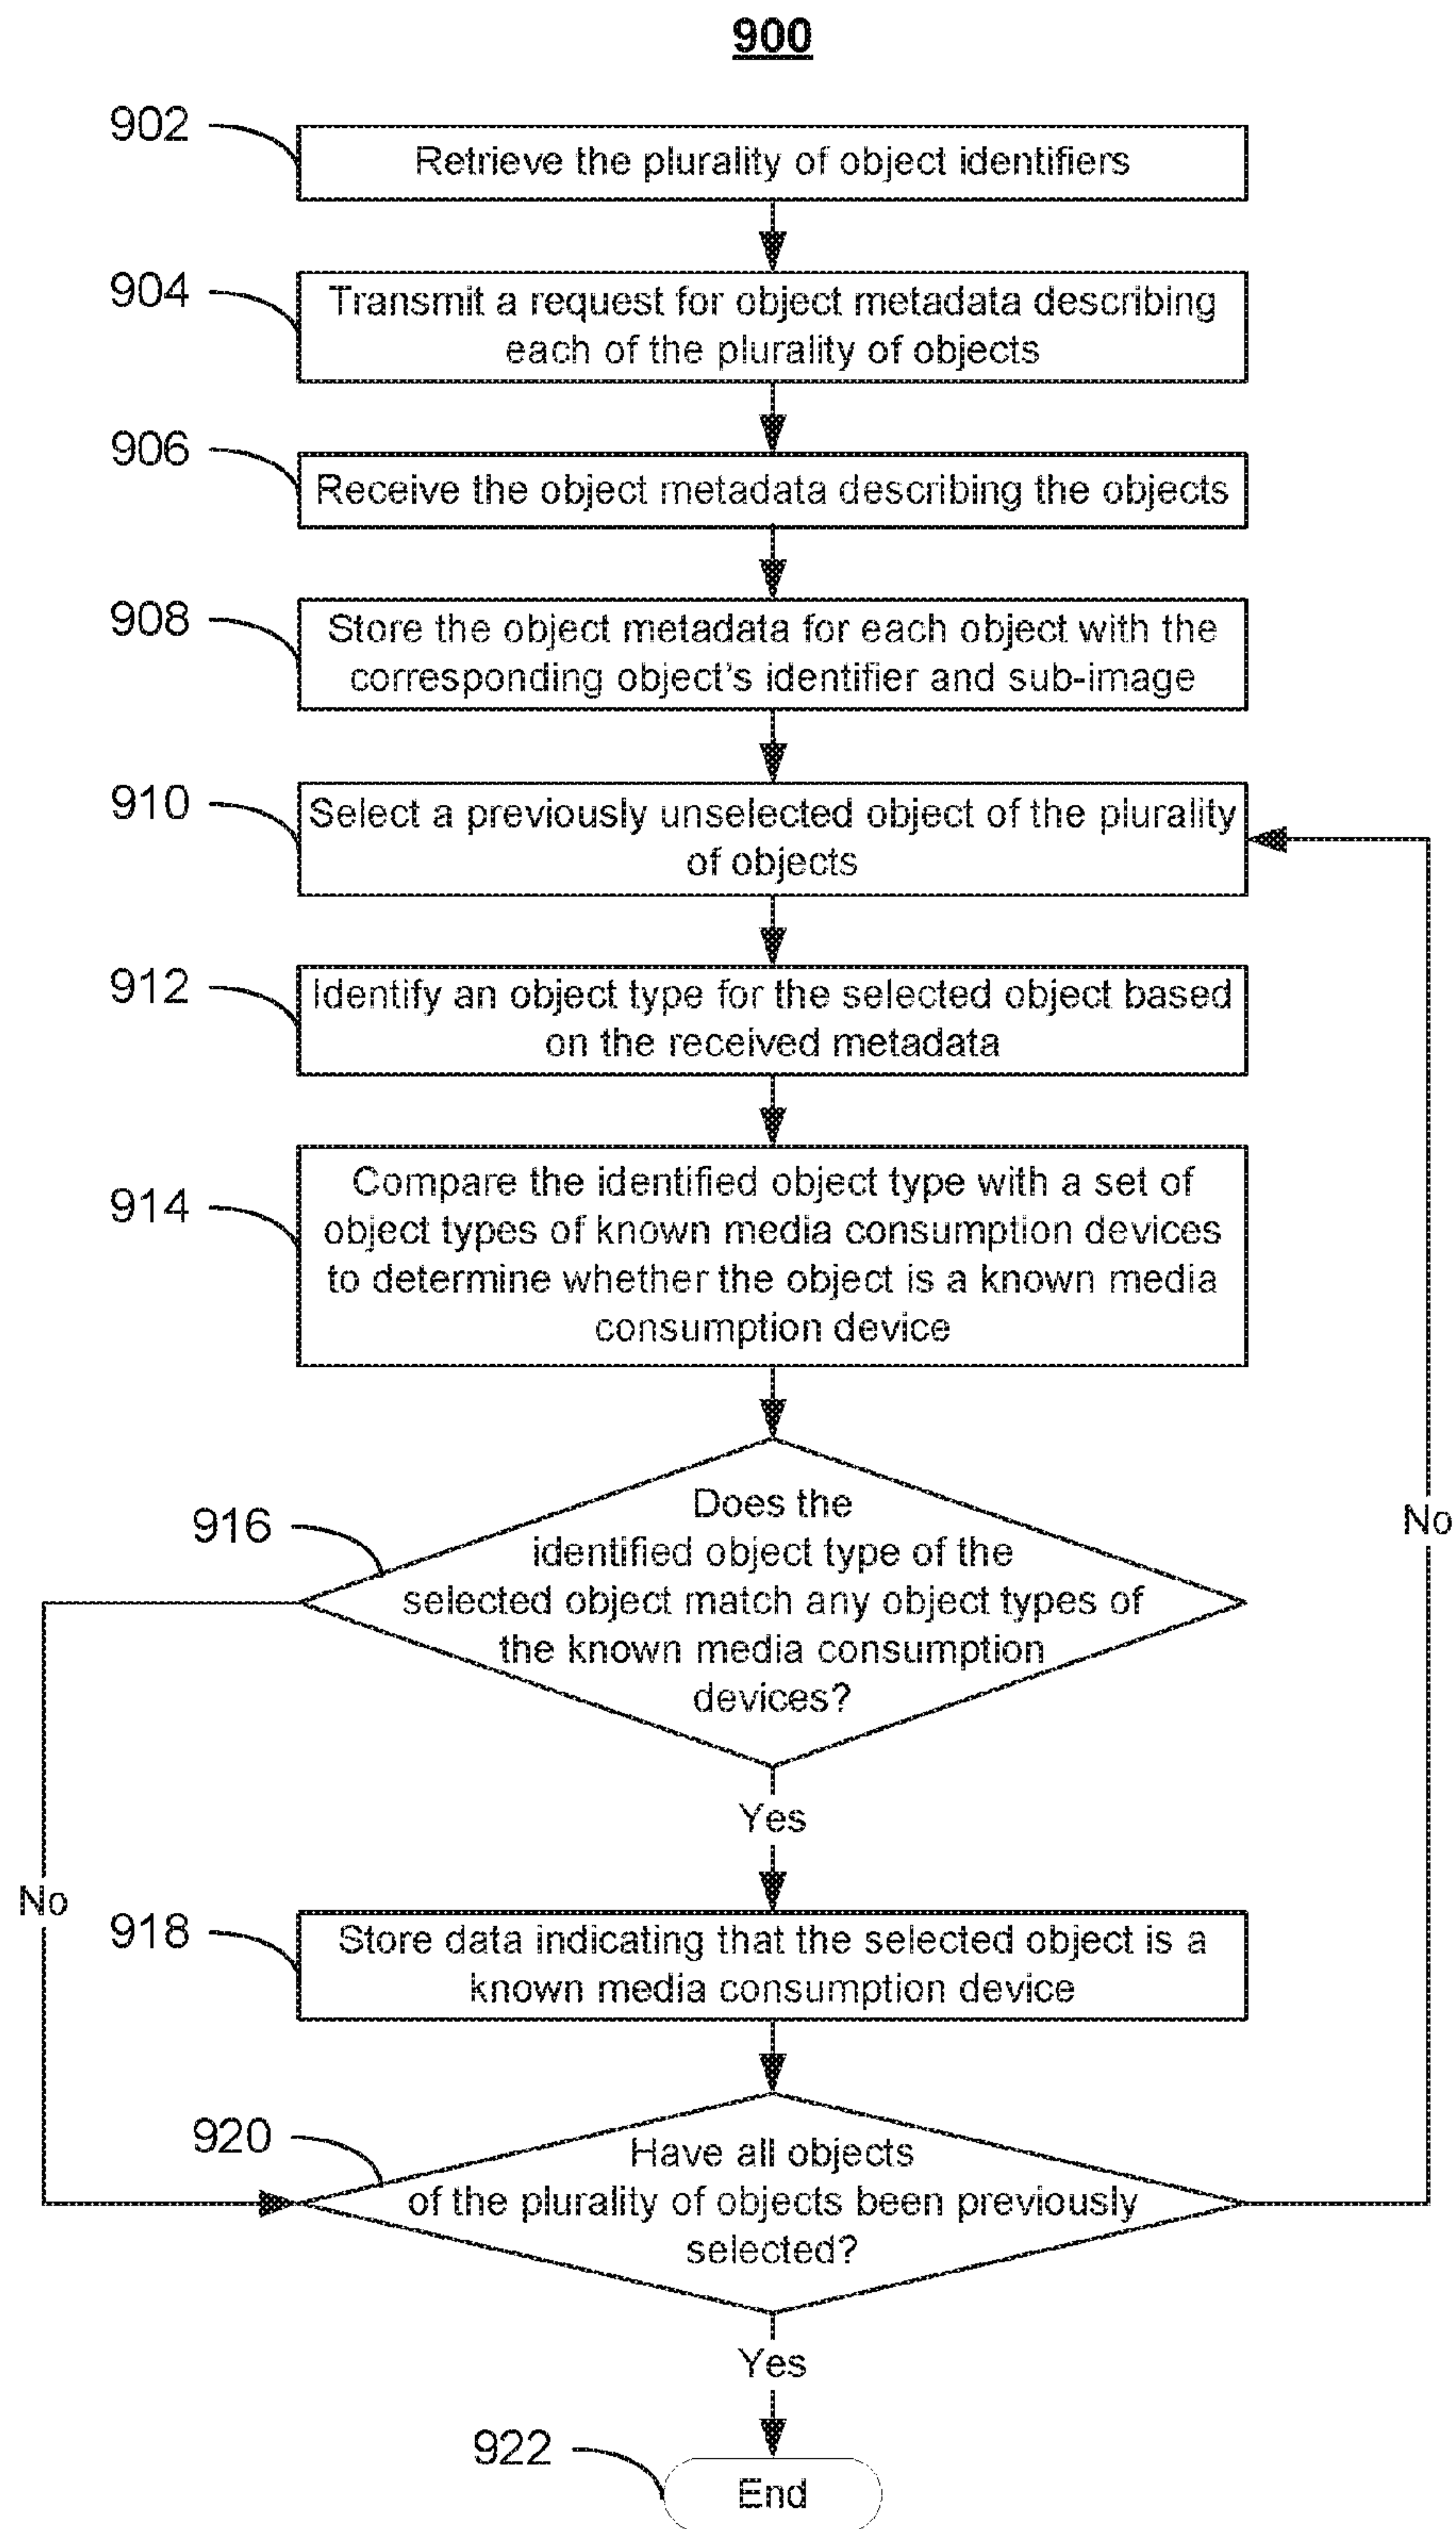 900
902
Retrieve the plurality of object identifiers
904
Transmit a request for object metadata describing
each of the plurality of objects
906
Receive the object metadata describing the objects
908
Store the object metadata for each object with the
corresponding object's identifier and sub-image
910
Select a previously unselected object of the plurality
of objects
912
Identify an object type for the selected object based
on the received metadata
914
Compare the identified object type with a set of
object types of known media consumption devices
to determine whether the object is a known media
consumption device
916
Does the
identified object type of the
selected object match any object types of
the known media consumption
devices?
No
Yes
No
918
Store data indicating that the selected object is a
known media consumption device
920
Have all objects
of the plurality of objects been previously
selected?
Yes
922
End